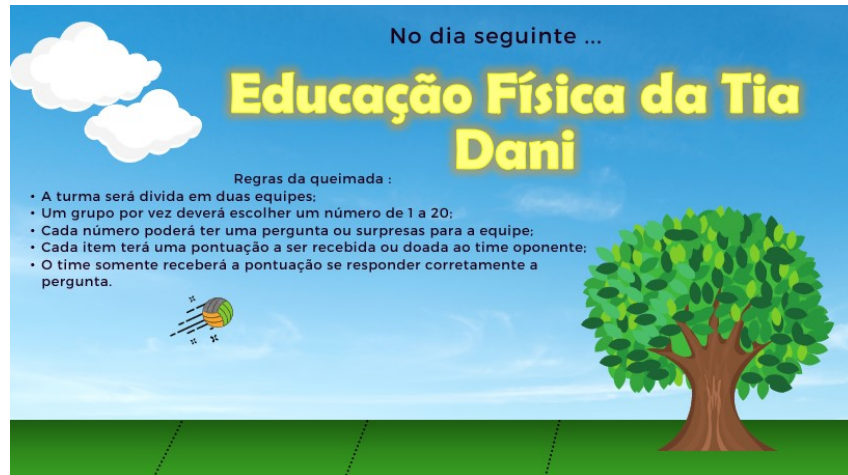 No dia seguinte ...
Educação Física da Tia
Dani
Regras da queimada :
• A turma será divida em duas equipes;
• Um grupo por vez deverá escolher um número de 1 a 20;
• Cada número poderá ter uma pergunta ou surpresas para a equipe;
• Cada item terá uma pontuação a ser recebida ou doada ao time oponente;
• O time somente receberá a pontuação se responder corretamente a
pergunta.